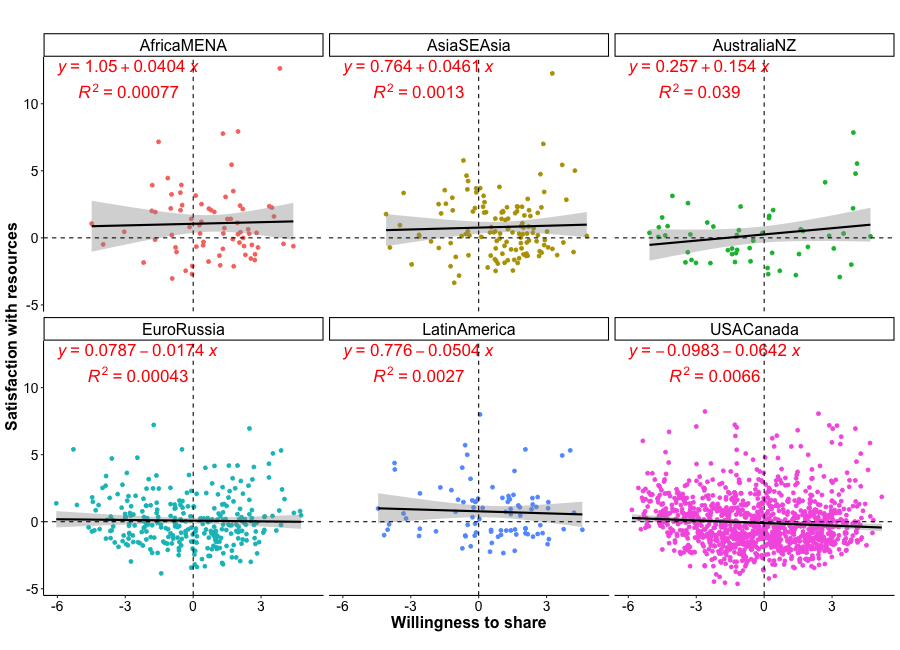 AfricaMENA AsiaSEAsia AustraliaNZ
y = 1.05 + 0.0404 x y = 0.764 + 0.0461 x y = 0.257 + 0.154 x
R² = 0.00077 R² = 0.0013 R² = 0.039
10
5
0
-5
EuroRussia LatinAmerica USACanada
y = 0.0787 − 0.0174 x y = 0.776 − 0.0504 x y = −0.0983 − 0.0642 x
R² = 0.00043 R² = 0.0027 R² = 0.0066
10
5
0
-5
-6 -3 0 3 -6 -3 0 3 -6 -3 0 3
Willingness to share
Satisfaction with resources